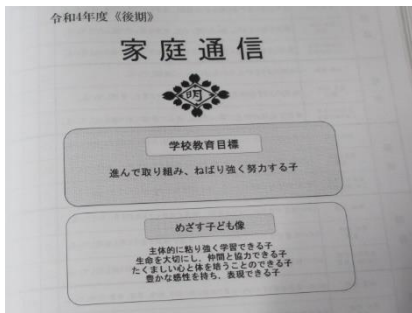 令和4年度《後期》
家庭通信
明
学校教育目標
進んで取り組み、ねばり強く努力する子
めざす子ども像
主体的に粘り強く学習できる子
生命を大切にし、仲間と協力できる子
たくましい心と体を培うことのできる子
豊かな感性を持ち、表現できる子